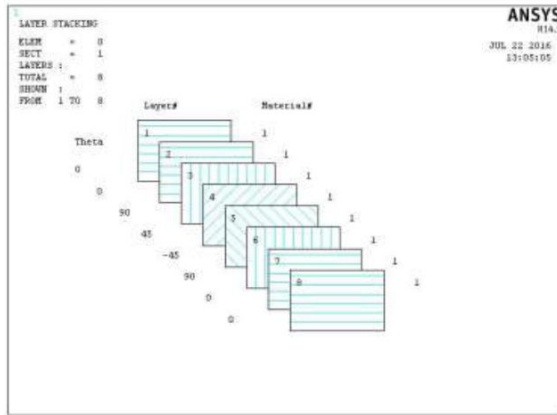 1
LAYER STACKING
ANSYS
R14.
ELEM = 0
SECT = 1
LAYERS :
TOTAL = 8
SHOWN :
FROM 1 TO 8
JUL 22 2016
13:05:05
Layer# Material#
Theta
1 1
0
2 1
0
3 1
90
4 1
45
5 1
-45
6 1
90
7 1
0
8 1
0